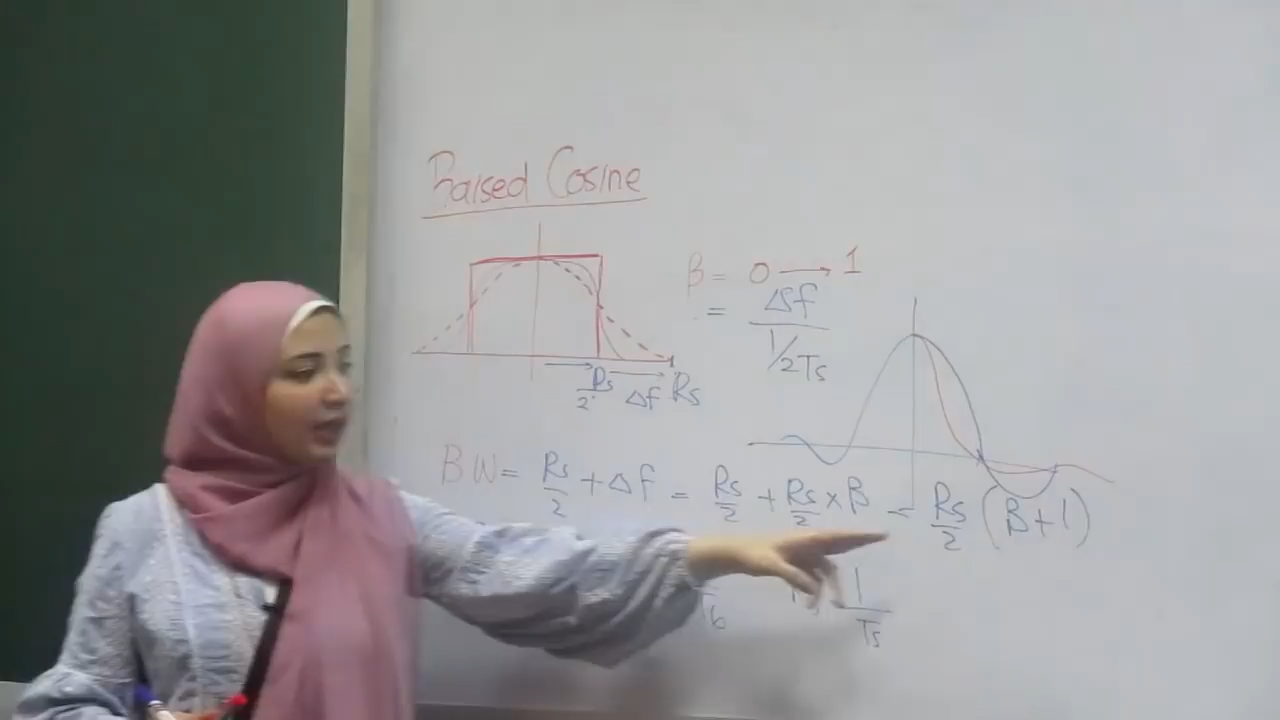 Raised Cosine
β = 0 → 1
= Δf / 1/2Ts
Rs/2 Δf Rs
BW = Rs/2 + Δf = Rs/2 + Rs/2 × β = Rs/2 (β + 1)
1/Ts